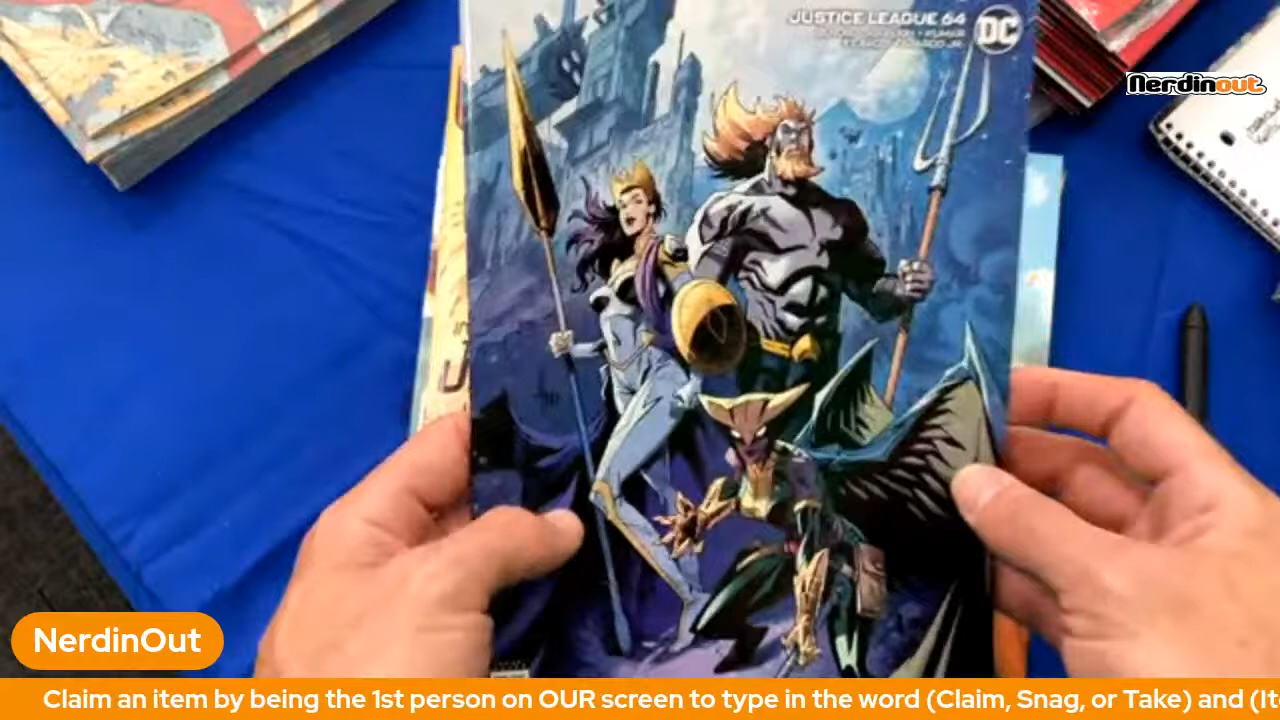 JUSTICE LEAGUE 64
DC
Nerdinout
NerdinOut
Claim an item by being the 1st person on OUR screen to type in the word (Claim, Snag, or Take) and (It